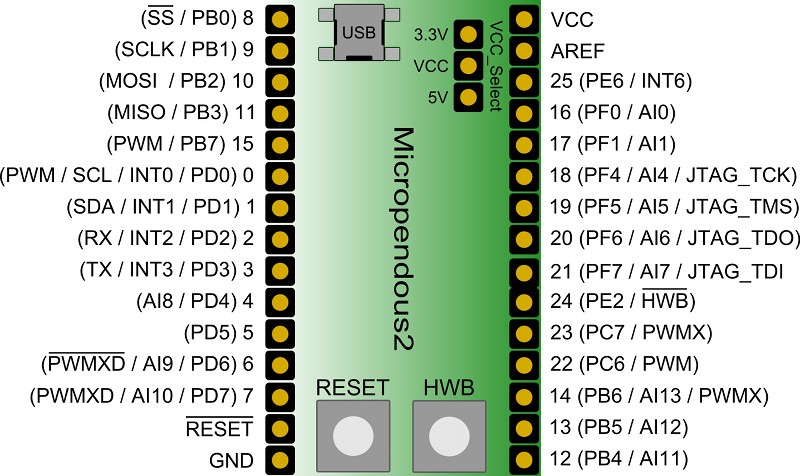 (SS / PB0) 8
(SCLK / PB1) 9
(MOSI / PB2) 10
(MISO / PB3) 11
(PWM / PB7) 15
(PWM / SCL / INT0 / PD0) 0
(SDA / INT1 / PD1) 1
(RX / INT2 / PD2) 2
(TX / INT3 / PD3) 3
(AI8 / PD4) 4
(PD5) 5
(PWMXD / AI9 / PD6) 6
(PWMXD / AI10 / PD7) 7
RESET
GND
USB
3.3V
VCC
5V
VCC_Select
Micropendous2
RESET
HWB
VCC
AREF
25 (PE6 / INT6)
16 (PF0 / AI0)
17 (PF1 / AI1)
18 (PF4 / AI4 / JTAG_TCK)
19 (PF5 / AI5 / JTAG_TMS)
20 (PF6 / AI6 / JTAG_TDO)
21 (PF7 / AI7 / JTAG_TDI
24 (PE2 / HWB)
23 (PC7 / PWMX)
22 (PC6 / PWM)
14 (PB6 / AI13 / PWMX)
13 (PB5 / AI12)
12 (PB4 / AI11)